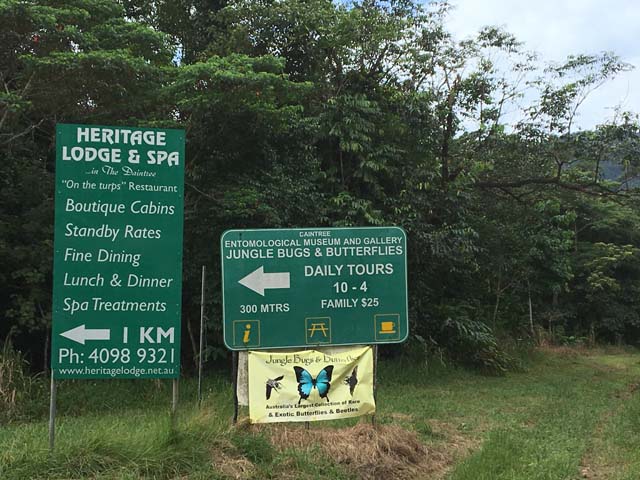 HERITAGE
LODGE & SPA
...in The Daintree
"On the turps" Restaurant
Boutique Cabins
Standby Rates
Fine Dining
Lunch & Dinner
Spa Treatments
1 KM
Ph: 4098 9321
www.heritagelodge.net.au
DAINTREE
ENTOMOLOGICAL MUSEUM AND GALLERY
JUNGLE BUGS & BUTTERFLIES
DAILY TOURS
10 - 4
300 MTRS
FAMILY $25
i
Jungle Bugs &
Australia's Largest Collection of Rare
& Exotic Butterflies & Beetles